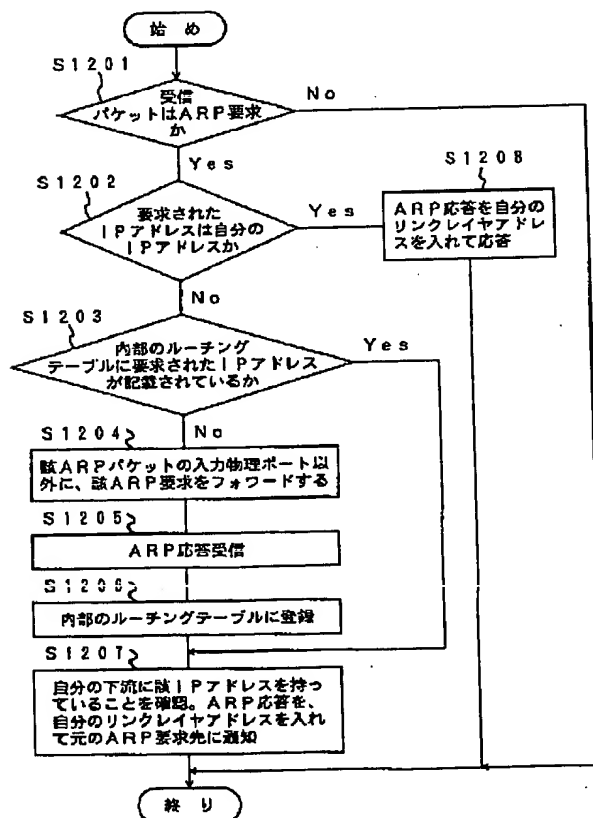 始め
S1201
受信
パケットはARP要求
か
No
Yes
S1202
要求された
IPアドレスは自分の
IPアドレスか
Yes
S1208
ARP応答を自分の
リンクレイヤアドレ
スを入れて応答
No
S1203
内部のルーチング
テーブルに要求されたIPアドレス
が記載されているか
Yes
No
S1204
該ARPパケットの入力物理ポート以
外に、該ARP要求をフォワードする
S1205
ARP応答受信
S1206
内部のルーチングテーブルに登録
S1207
自分の下流に該IPアドレスを持っ
ていることを確認。ARP応答を、
自分のリンクレイヤアドレスを入れ
て元のARP要求先に通知
終り